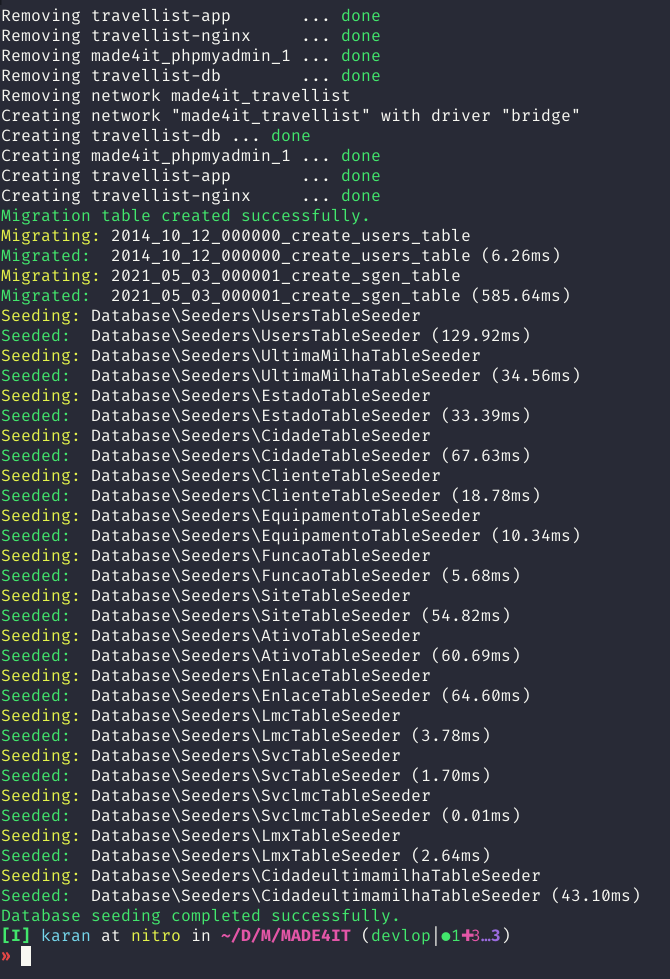 Removing travellist-app       ... done
Removing travellist-nginx     ... done
Removing made4it_phpmyadmin_1 ... done
Removing travellist-db        ... done
Removing network made4it_travellist
Creating network "made4it_travellist" with driver "bridge"
Creating travellist-db ... done
Creating made4it_phpmyadmin_1 ... done
Creating travellist-app       ... done
Creating travellist-nginx     ... done
Migration table created successfully.
Migrating: 2014_10_12_000000_create_users_table
Migrated:  2014_10_12_000000_create_users_table (6.26ms)
Migrating: 2021_05_03_000001_create_sgen_table
Migrated:  2021_05_03_000001_create_sgen_table (585.64ms)
Seeding: Database\Seeders\UsersTableSeeder
Seeded:  Database\Seeders\UsersTableSeeder (129.92ms)
Seeding: Database\Seeders\UltimaMilhaTableSeeder
Seeded:  Database\Seeders\UltimaMilhaTableSeeder (34.56ms)
Seeding: Database\Seeders\EstadoTableSeeder
Seeded:  Database\Seeders\EstadoTableSeeder (33.39ms)
Seeding: Database\Seeders\CidadeTableSeeder
Seeded:  Database\Seeders\CidadeTableSeeder (67.63ms)
Seeding: Database\Seeders\ClienteTableSeeder
Seeded:  Database\Seeders\ClienteTableSeeder (18.78ms)
Seeding: Database\Seeders\EquipamentoTableSeeder
Seeded:  Database\Seeders\EquipamentoTableSeeder (10.34ms)
Seeding: Database\Seeders\FuncaoTableSeeder
Seeded:  Database\Seeders\FuncaoTableSeeder (5.68ms)
Seeding: Database\Seeders\SiteTableSeeder
Seeded:  Database\Seeders\SiteTableSeeder (54.82ms)
Seeding: Database\Seeders\AtivoTableSeeder
Seeded:  Database\Seeders\AtivoTableSeeder (60.69ms)
Seeding: Database\Seeders\EnlaceTableSeeder
Seeded:  Database\Seeders\EnlaceTableSeeder (64.60ms)
Seeding: Database\Seeders\LmcTableSeeder
Seeded:  Database\Seeders\LmcTableSeeder (3.78ms)
Seeding: Database\Seeders\SvcTableSeeder
Seeded:  Database\Seeders\SvcTableSeeder (1.70ms)
Seeding: Database\Seeders\SvclmcTableSeeder
Seeded:  Database\Seeders\SvclmcTableSeeder (0.01ms)
Seeding: Database\Seeders\LmxTableSeeder
Seeded:  Database\Seeders\LmxTableSeeder (2.64ms)
Seeding: Database\Seeders\CidadeultimamilhaTableSeeder
Seeded:  Database\Seeders\CidadeultimamilhaTableSeeder (43.10ms)
Database seeding completed successfully.
[I] karan at nitro in ~/D/M/MADE4IT (devlop|●1✚3…3)
»